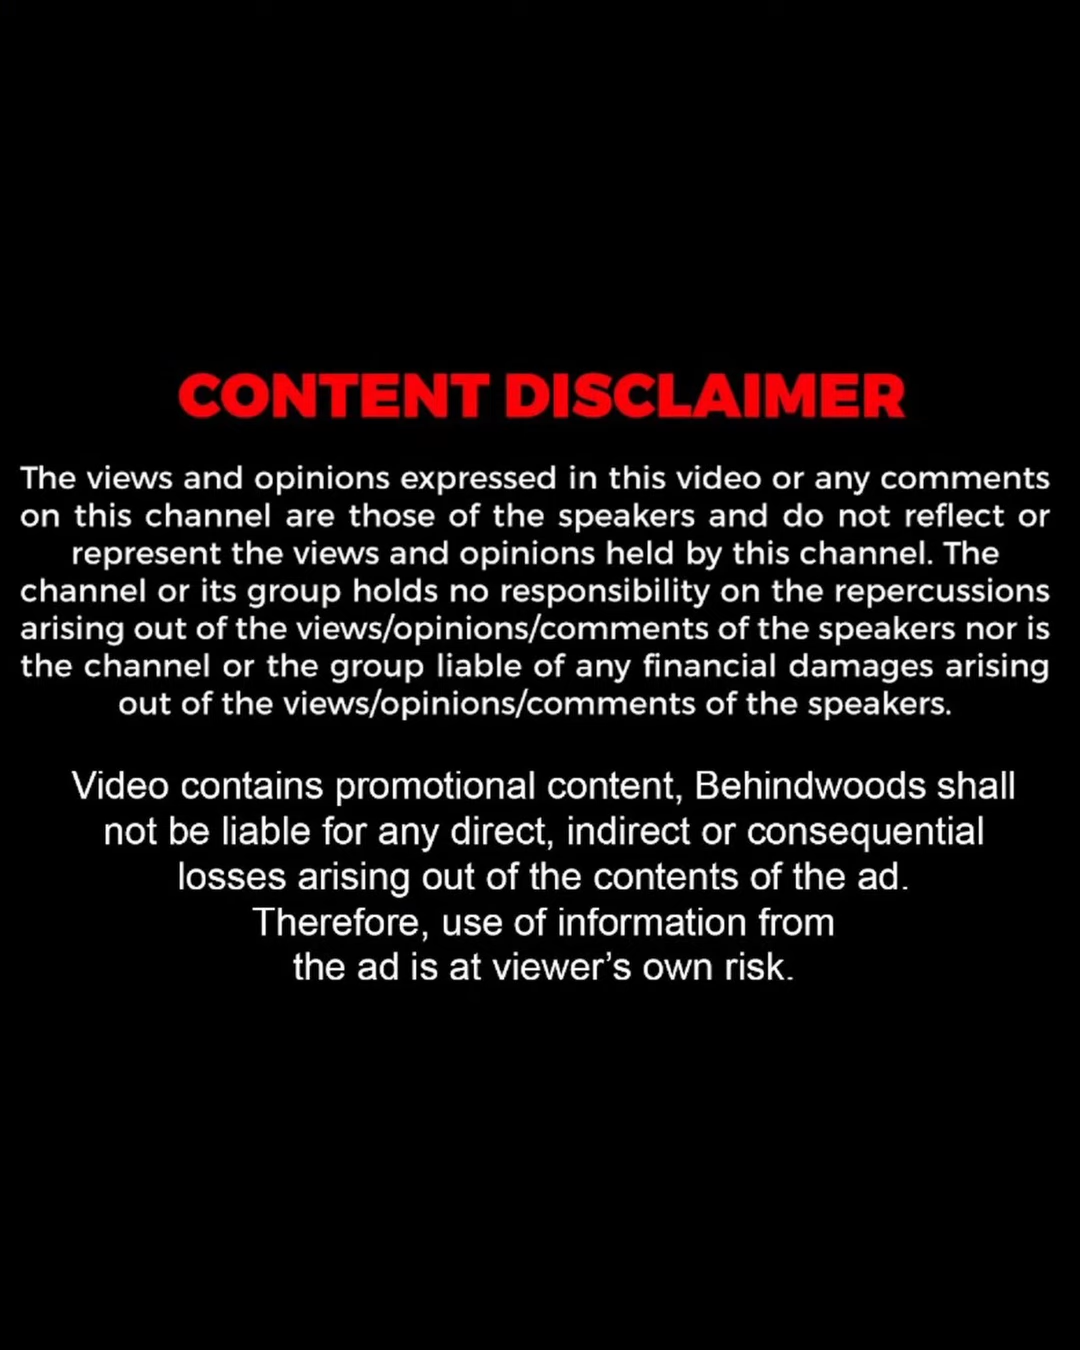 CONTENT DISCLAIMER
The views and opinions expressed in this video or any comments
on this channel are those of the speakers and do not reflect or
represent the views and opinions held by this channel. The
channel or its group holds no responsibility on the repercussions
arising out of the views/opinions/comments of the speakers nor is
the channel or the group liable of any financial damages arising
out of the views/opinions/comments of the speakers.
Video contains promotional content, Behindwoods shall
not be liable for any direct, indirect or consequential
losses arising out of the contents of the ad.
Therefore, use of information from
the ad is at viewer’s own risk.